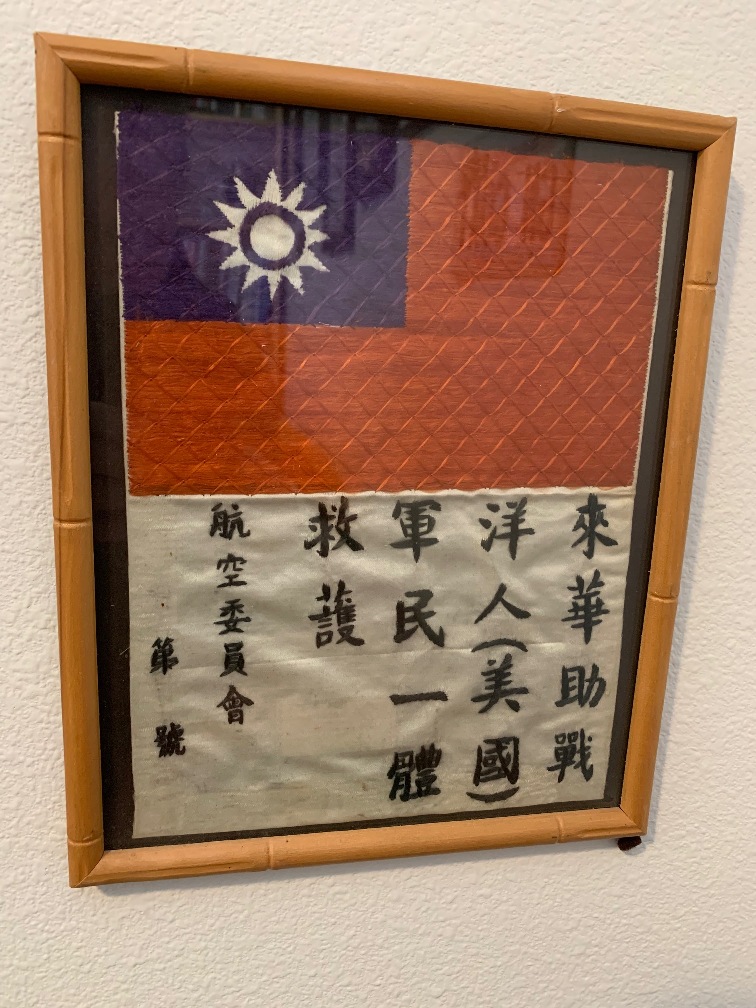 來華助戰
洋人(美國)
軍民一體
救護
航空委員會
第 號